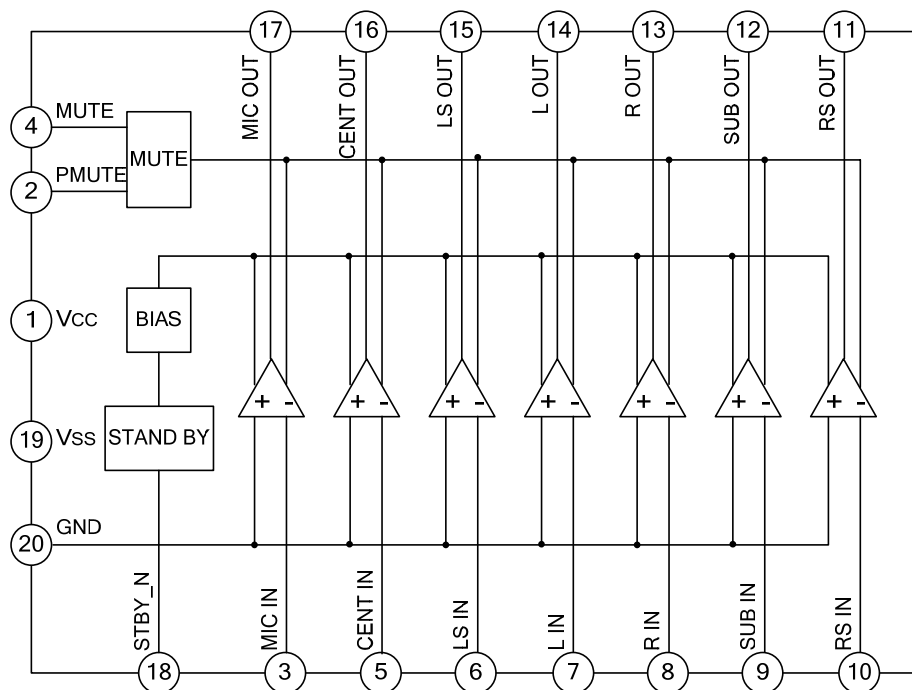 17 16 15 14 13 12 11
MIC OUT
CENT OUT
LS OUT
L OUT
R OUT
SUB OUT
RS OUT
4 MUTE
MUTE
2 PMUTE
1 VCC
BIAS
+ - + - + - + - + - + - + -
19 VSS
STAND BY
20 GND
STBY_N
MIC IN
CENT IN
LS IN
L IN
R IN
SUB IN
RS IN
18 3 5 6 7 8 9 10